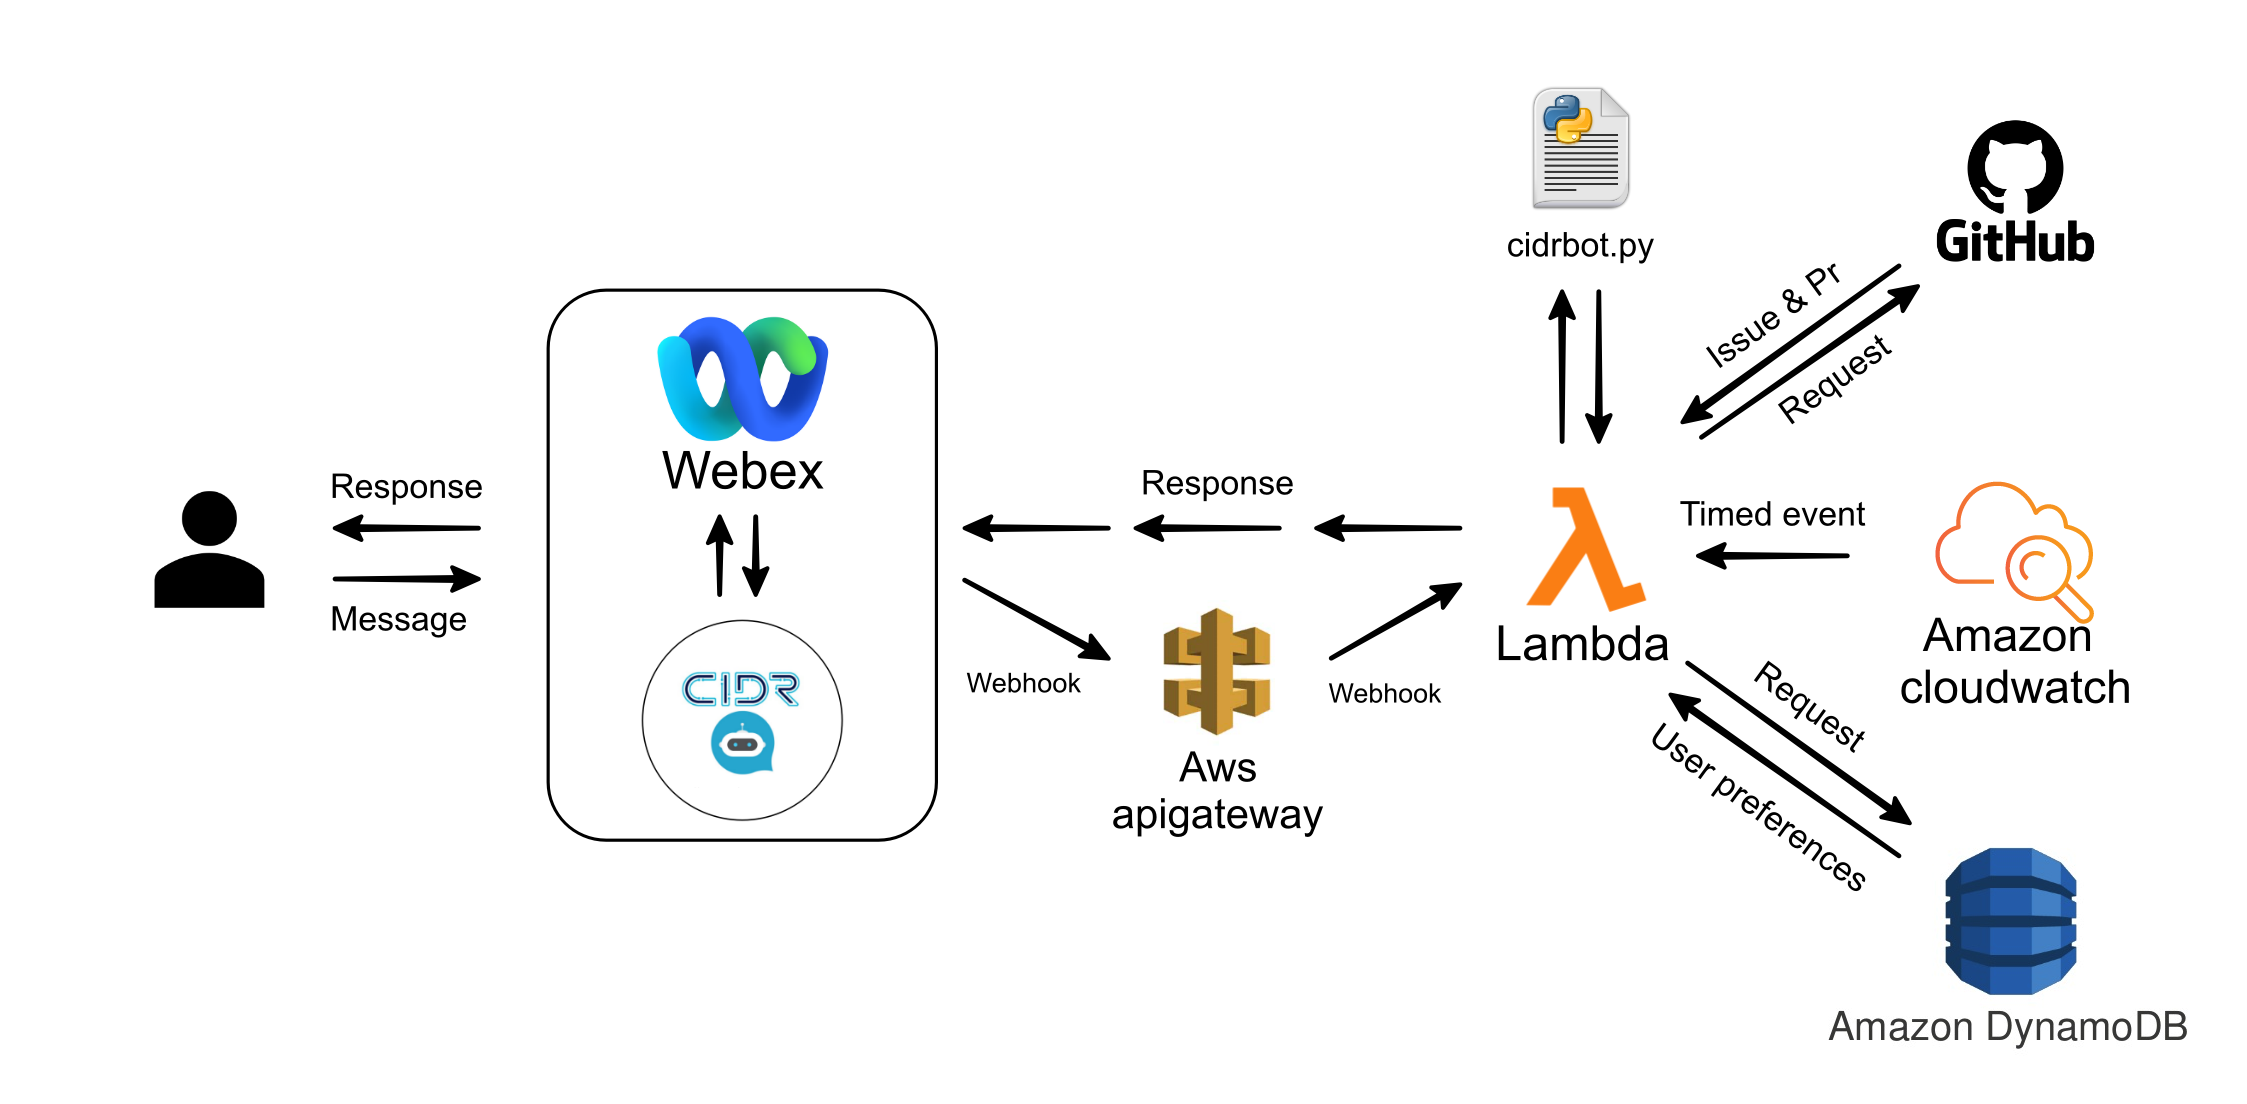 cidrbot.py
GitHub
Issue & Pr
Request
Webex
Response
Message
CIDR
Response
Webhook
Aws
apigateway
Webhook
Lambda
Timed event
Amazon
cloudwatch
Request
User preferences
Amazon DynamoDB